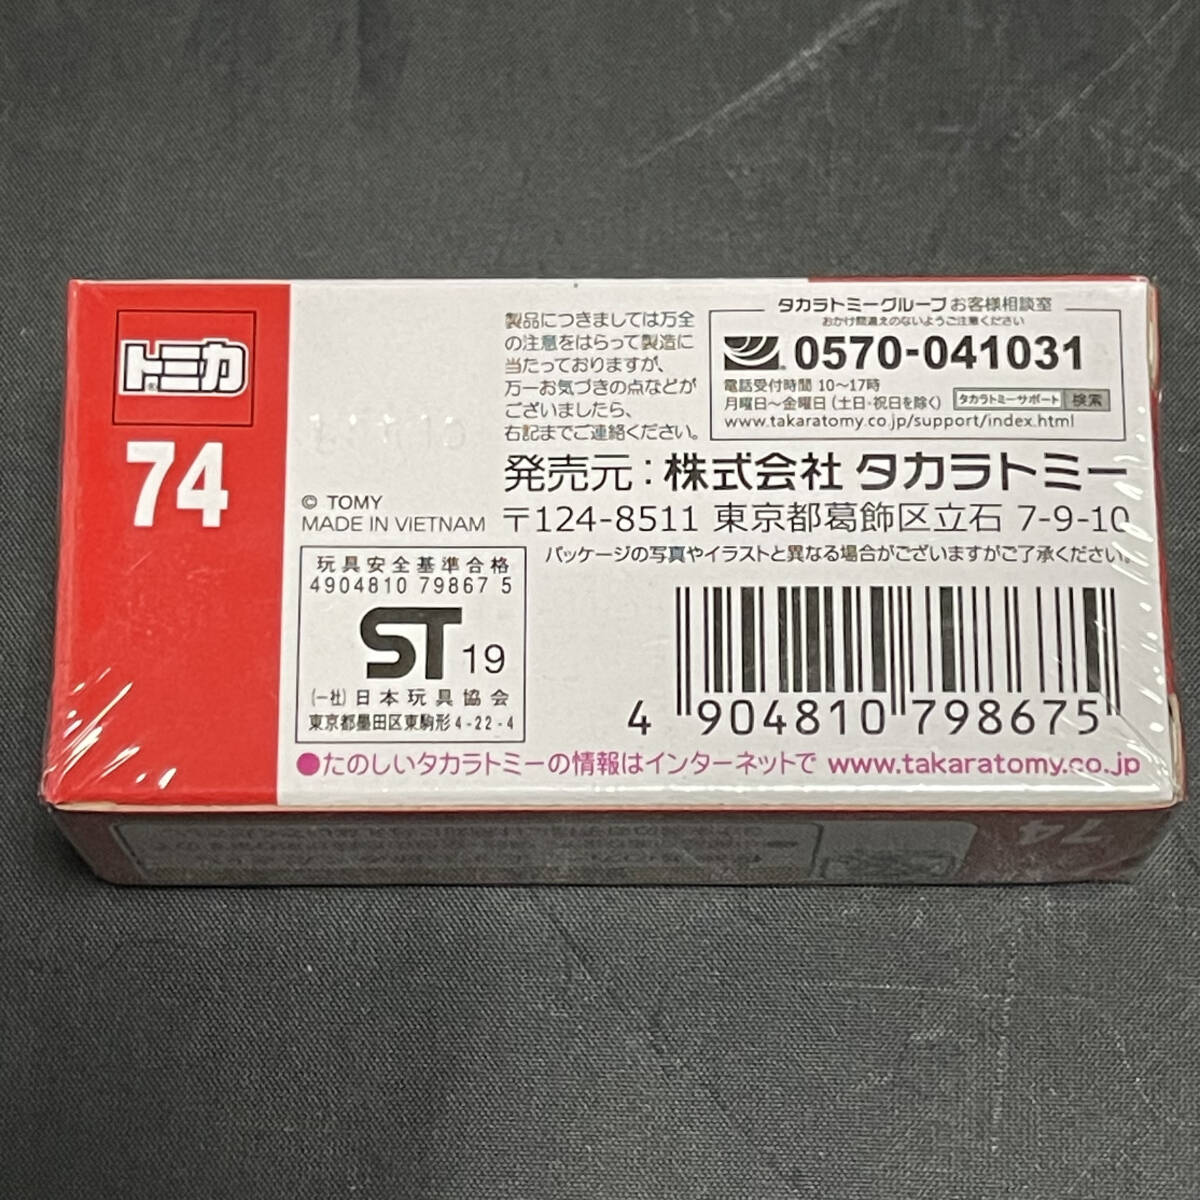 トミカ
74
© TOMY
MADE IN VIETNAM
製品につきましては万全
の注意をはらって製造に
当たっておりますが、
万一お気づきの点などが
ございましたら、
右記までご連絡ください。
タカラトミーグループ お客様相談室
おかけ間違えのないようご注意ください
0570-041031
電話受付時間 10〜17時
月曜日〜金曜日 (土日・祝日を除く)
タカラトミーサポート 検索
www.takaratomy.co.jp/support/index.html
発売元：株式会社 タカラトミー
〒124-8511 東京都葛飾区立石 7-9-10
パッケージの写真やイラストと異なる場合がございますがご了承ください。
玩具安全基準合格
4904810 79867 5
ST 19
(一社) 日本玩具協会
東京都墨田区東駒形 4-22-4
4 904810 798675
●たのしいタカラトミーの情報はインターネットで www.takaratomy.co.jp
74